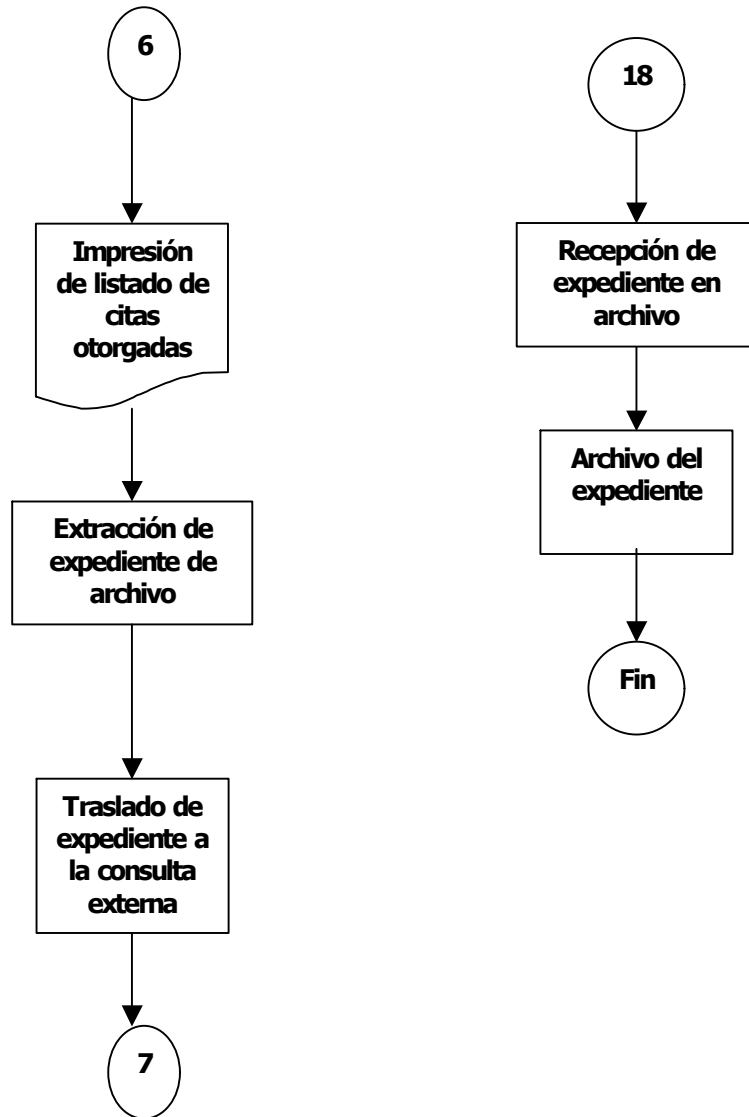 6
Impresión
de listado de
citas
otorgadas
Extracción de
expediente de
archivo
Traslado de
expediente a
la consulta
externa
7
18
Recepción de
expediente en
archivo
Archivo del
expediente
Fin